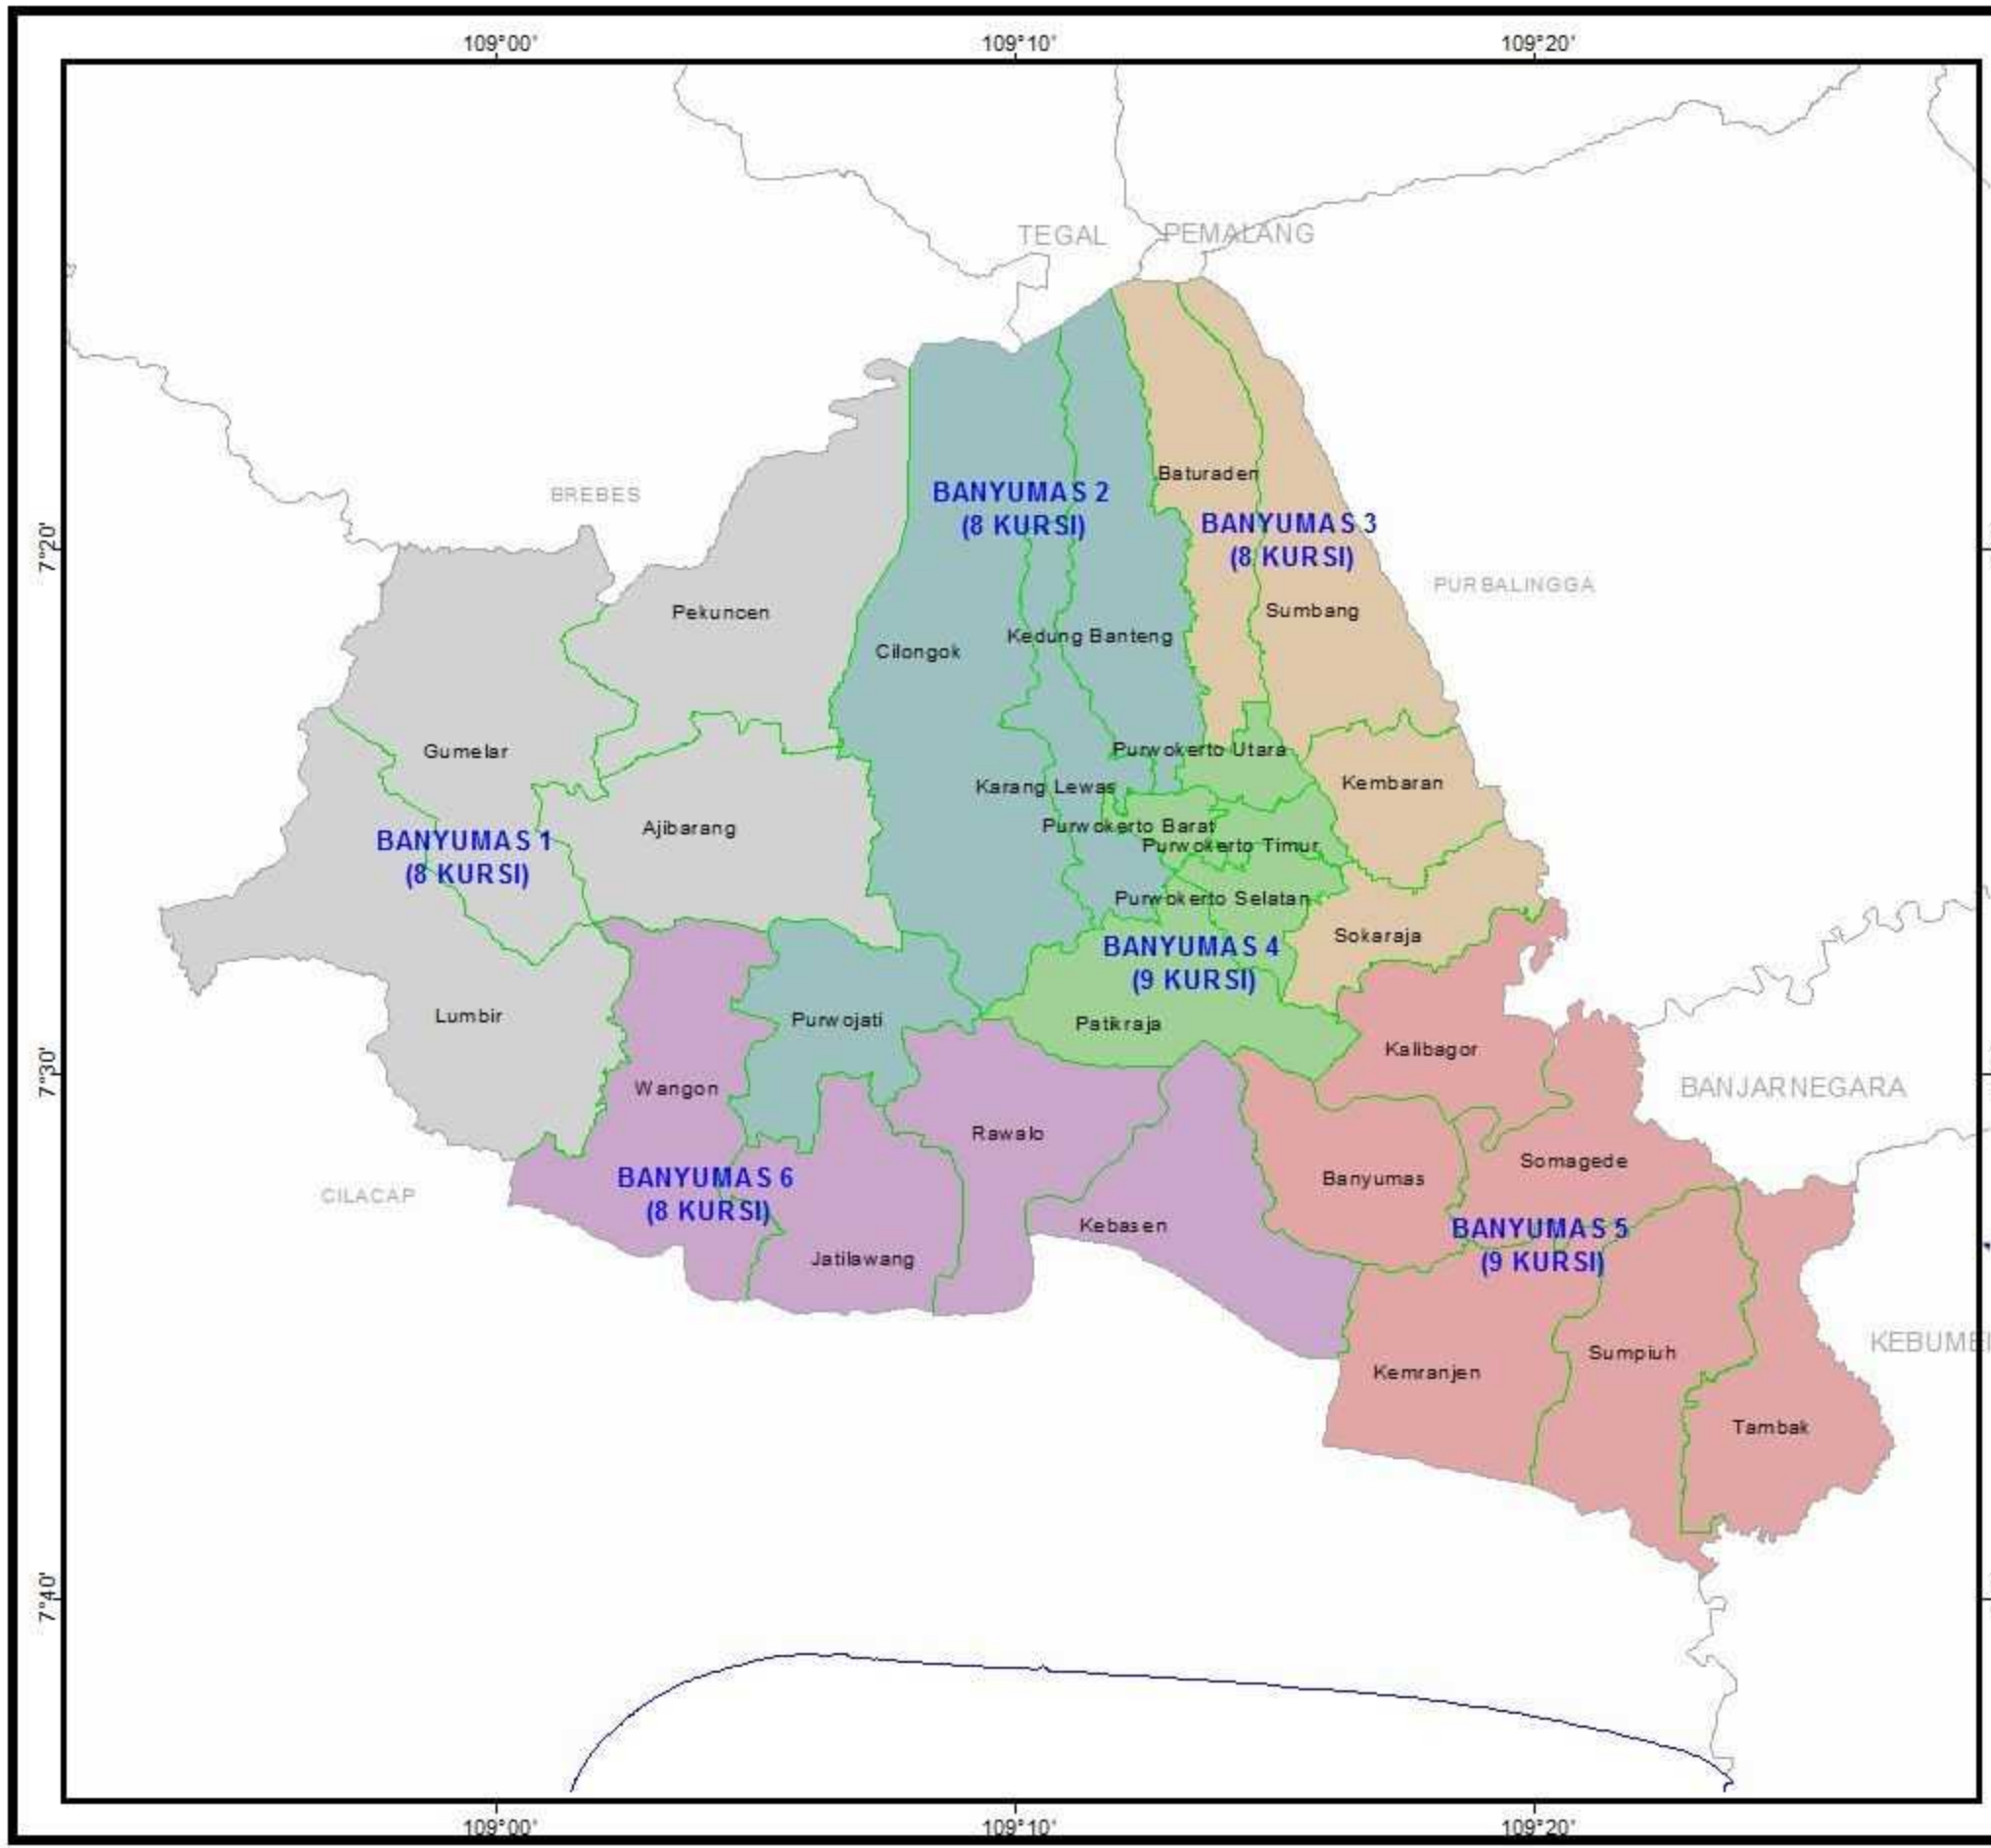 109°00'
109°10'
109°20'
TEGAL
PEMALANG
BREBES
BANYUMAS 2
(8 KURSI)
Baturaden
BANYUMAS 3
(8 KURSI)
7°20'
PURBALINGGA
Pekuncen
Sumbang
Cilongok
Kedung Banteng
Gumelar
Purwokerto Utara
Karang Lewas
Kembaran
BANYUMAS 1
(8 KURSI)
Ajibarang
Purwokerto Barat
Purwokerto Timur
Purwokerto Selatan
BANYUMAS 4
(9 KURSI)
Sokaraja
Lumbir
Purwojati
Patikraja
Kalibagor
7°30'
Wangon
BANJARNEGARA
Rawalo
Somagede
CILACAP
BANYUMAS 6
(8 KURSI)
Banyumas
Kebasen
BANYUMAS 5
(9 KURSI)
Jatilawang
Kemranjen
Sumpiuh
KEBUME
Tambak
7°40'
109°00'
109°10'
109°20'